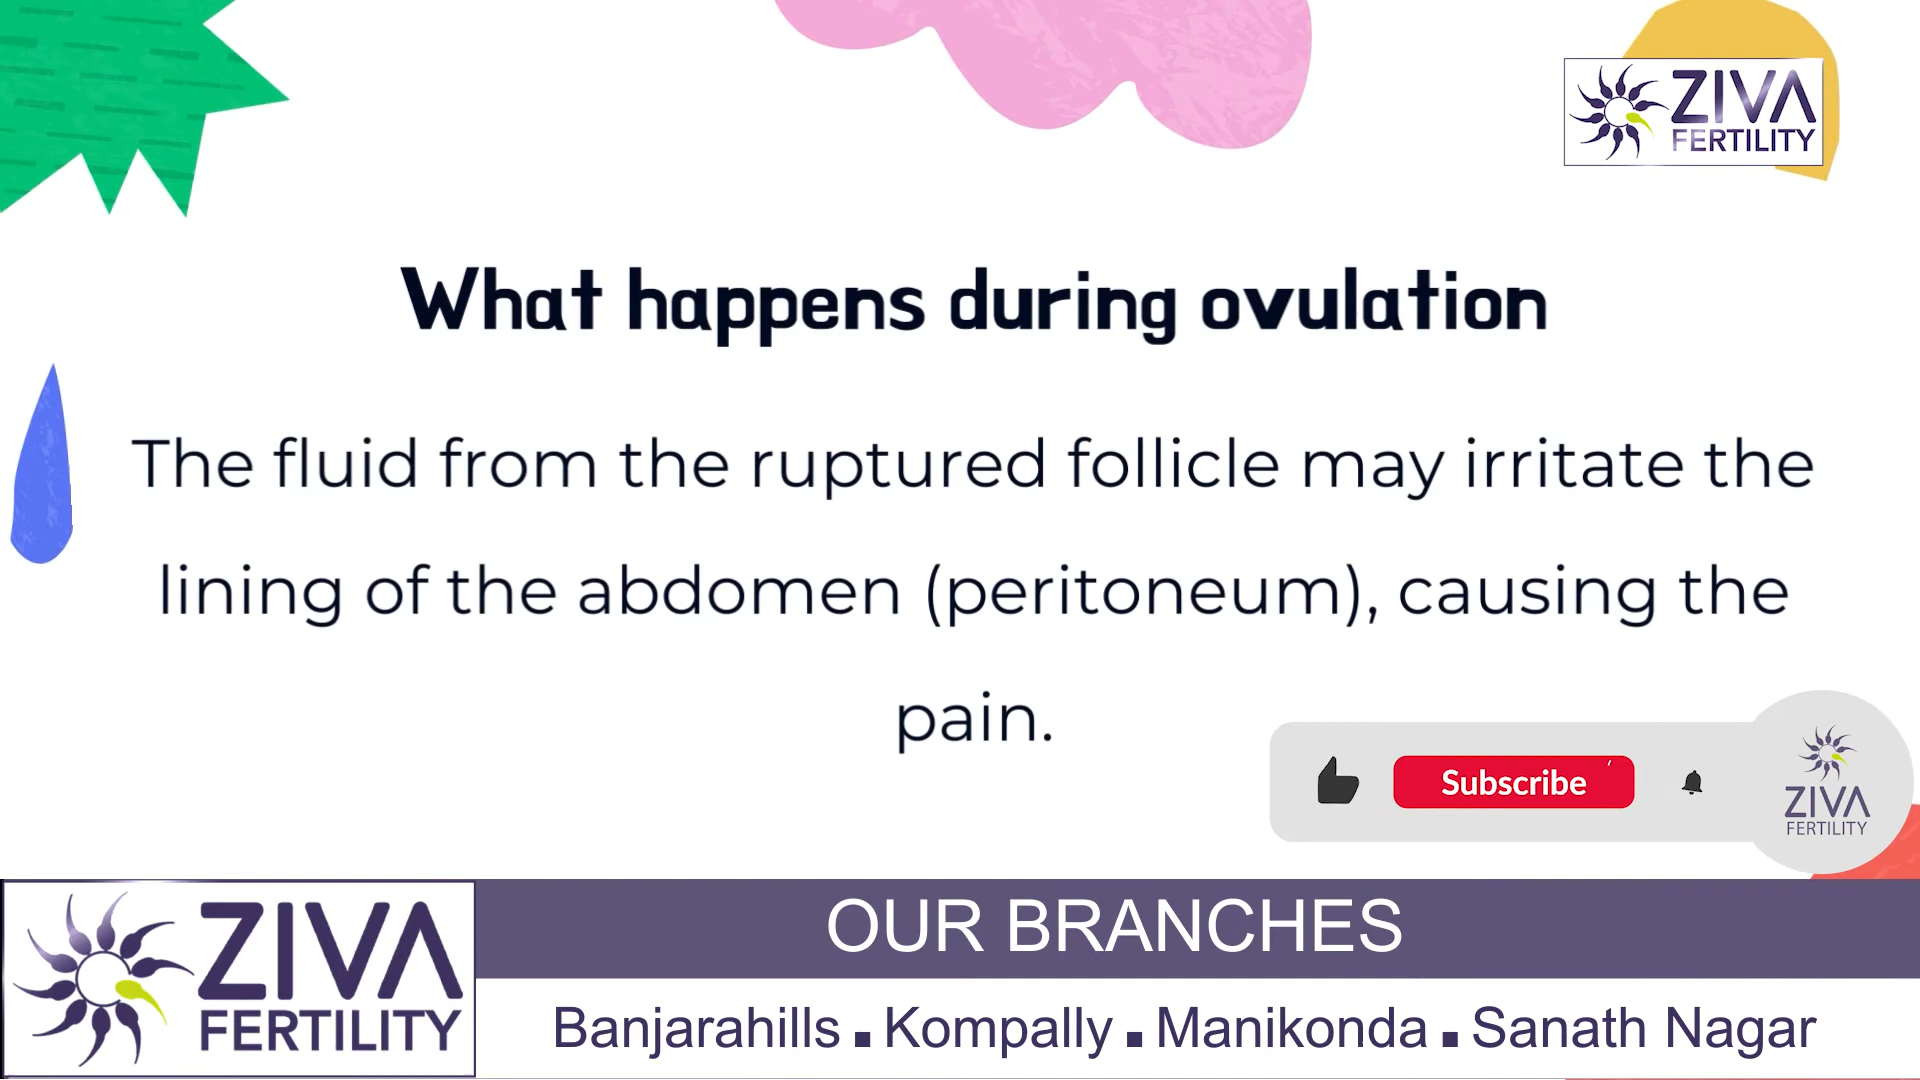 ZIVA
FERTILITY
What happens during ovulation
The fluid from the ruptured follicle may irritate the
lining of the abdomen (peritoneum), causing the
pain.
Subscribe
ZIVA
FERTILITY
ZIVA
FERTILITY
OUR BRANCHES
Banjarahills ▪ Kompally ▪ Manikonda ▪ Sanath Nagar